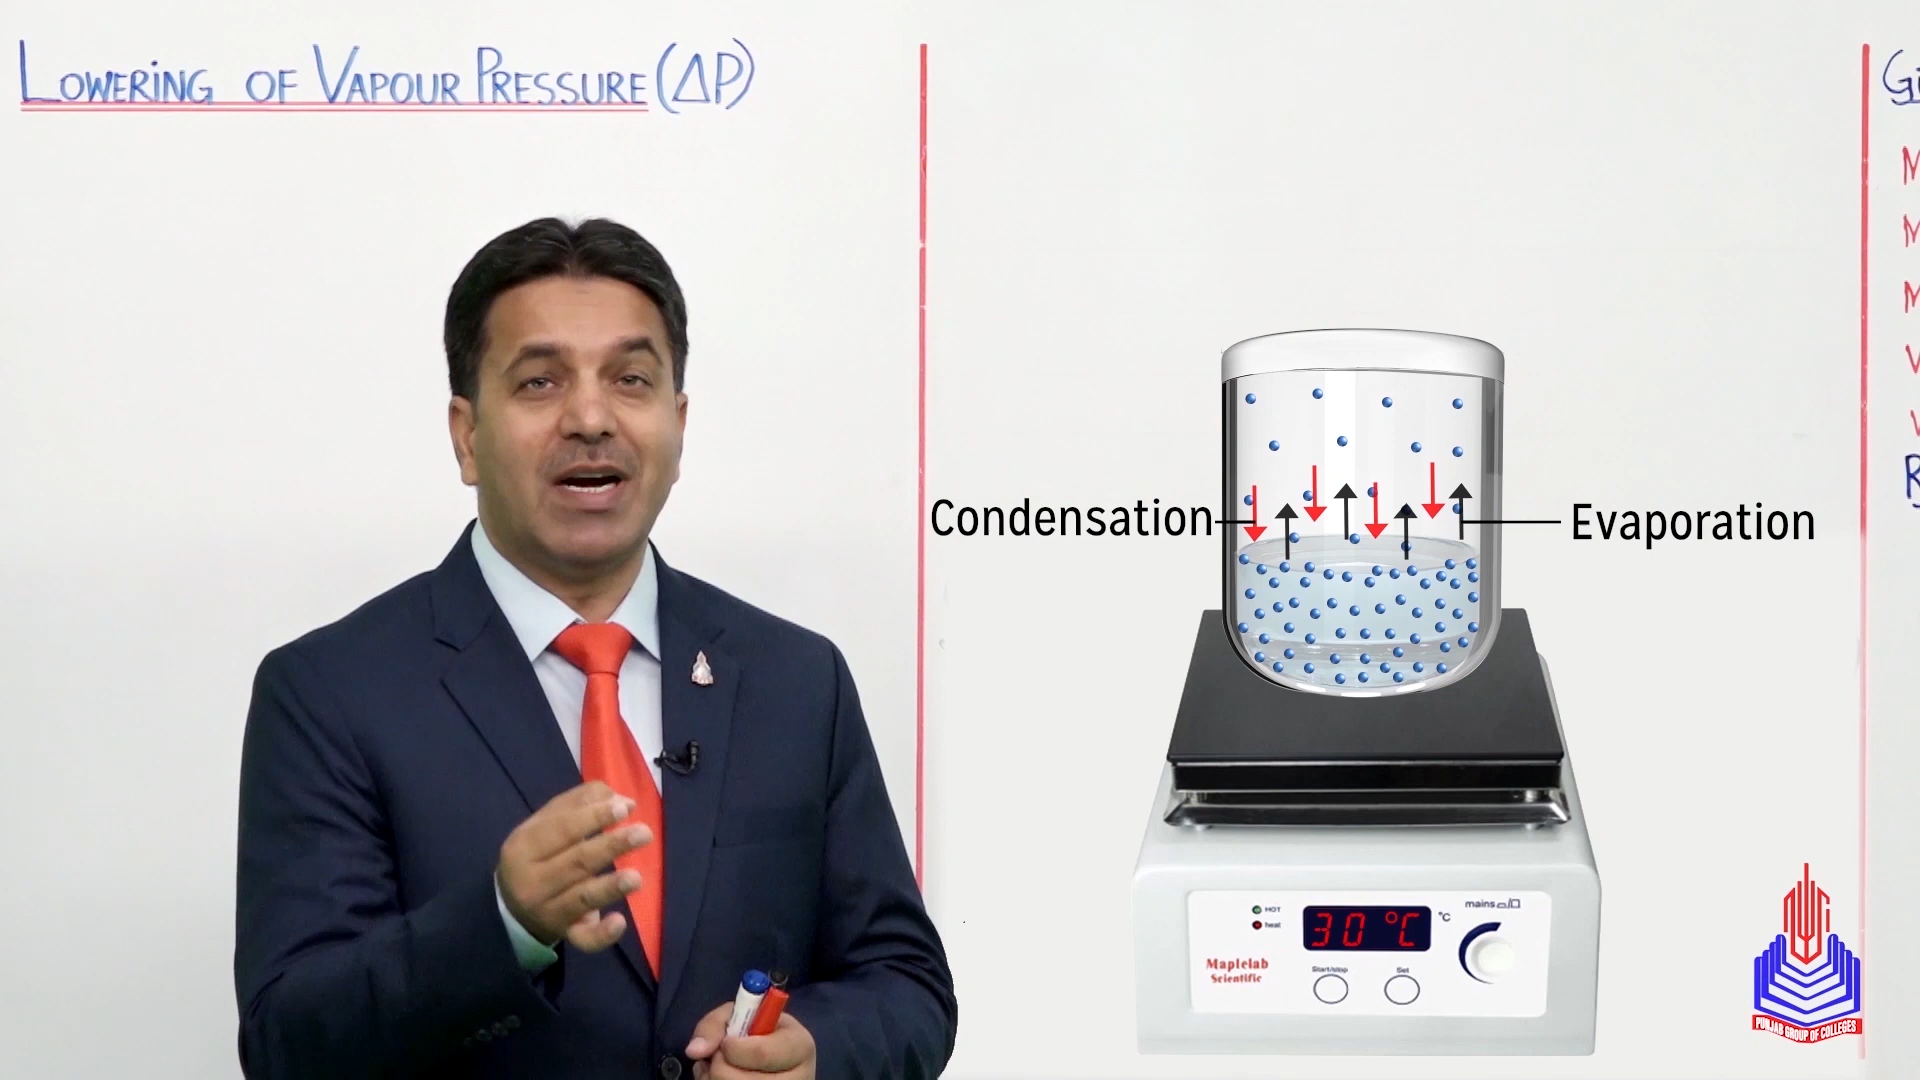 LOWERING OF VAPOUR PRESSURE (ΔP)
Condensation
Evaporation
HOT
heat
30 °C
°C
mains
Maplelab
Scientific
Start/stop
Set
PUNJAB GROUP OF COLLEGES